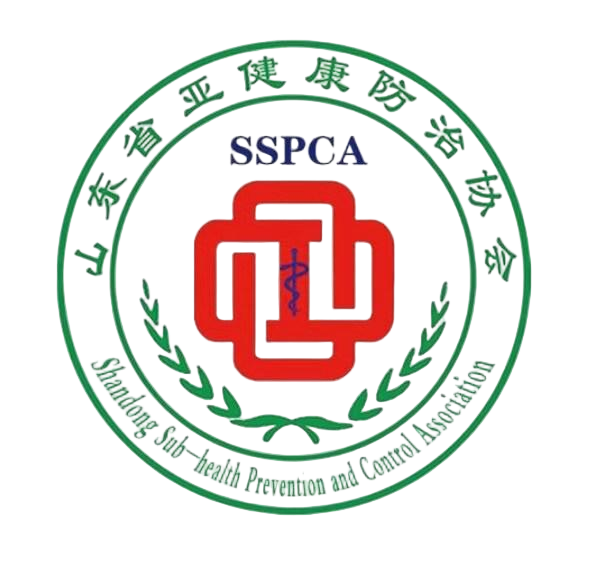 山东省亚健康防治协会
SSPCA
Shandong Sub-health Prevention and Control Association